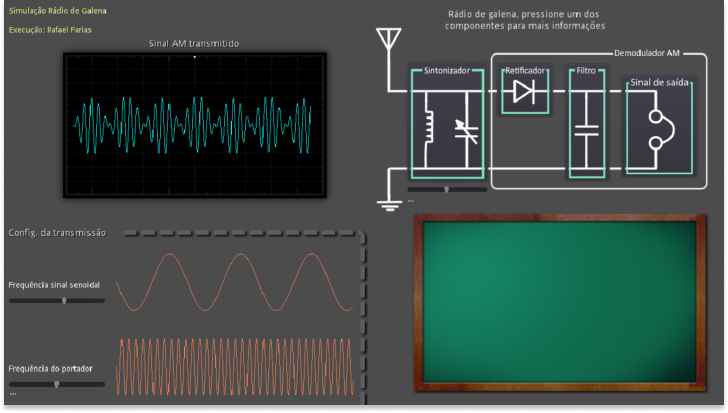 Simulação Rádio de Galena
Execução: Rafael Farias
Sinal AM transmitido
Rádio de galena, pressione um dos
componentes para mais informações
Demodulador AM
Sintonizador
Retificador
Filtro
Sinal de saída
...
Config. da transmissão
Frequência sinal senoidal
Frequência do portador
...